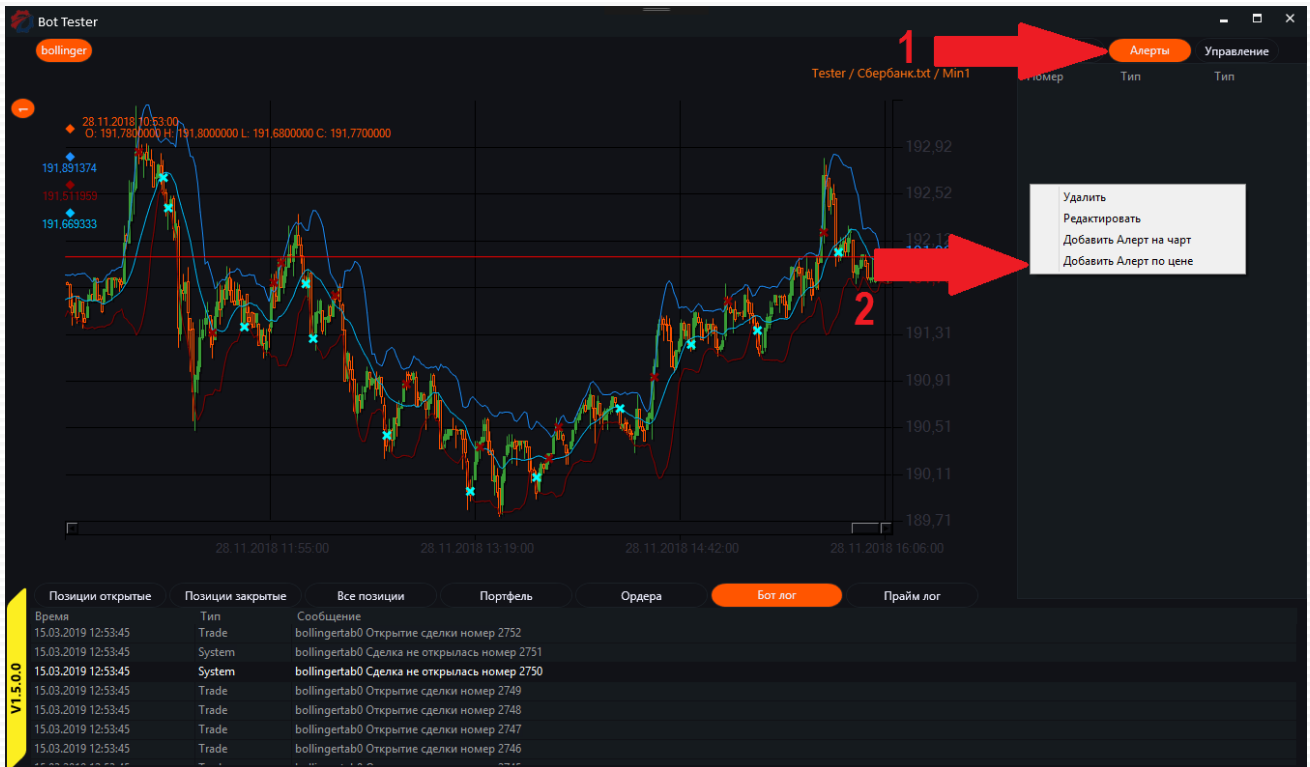 Bot Tester
bollinger
1
Алерты
Управление
Tester / Сбербанк.txt / Min1
Номер Тип Тип
28.11.2018 10:53:00
O: 191,7800000 H: 191,8000000 L: 191,6800000 C: 191,7700000
191,891374
191,511959
191,669333
192,92
192,52
192,12
191,31
190,91
190,51
190,11
189,71
Удалить
Редактировать
Добавить Алерт на чарт
Добавить Алерт по цене
2
28.11.2018 11:55:00 28.11.2018 13:19:00 28.11.2018 14:42:00 28.11.2018 16:06:00
Позиции открытые Позиции закрытые Все позиции Портфель Ордера Бот лог Прайм лог
Время Тип Сообщение
15.03.2019 12:53:45 Trade bollingertab0 Открытие сделки номер 2752
15.03.2019 12:53:45 System bollingertab0 Сделка не открылась номер 2751
15.03.2019 12:53:45 System bollingertab0 Сделка не открылась номер 2750
15.03.2019 12:53:45 Trade bollingertab0 Открытие сделки номер 2749
15.03.2019 12:53:45 Trade bollingertab0 Открытие сделки номер 2748
15.03.2019 12:53:45 Trade bollingertab0 Открытие сделки номер 2747
15.03.2019 12:53:45 Trade bollingertab0 Открытие сделки номер 2746
V1.5.0.0